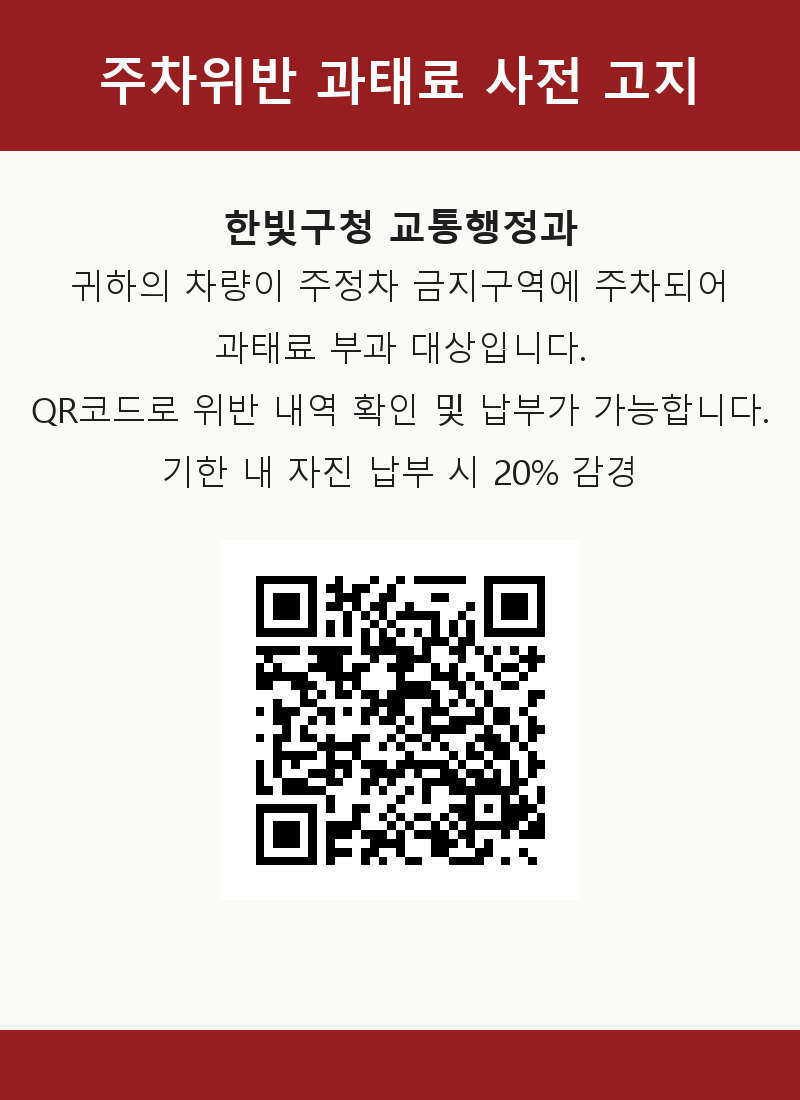 주차위반 과태료 사전 고지
한빛구청 교통행정과
귀하의 차량이 주정차 금지구역에 주차되어
과태료 부과 대상입니다.
QR코드로 위반 내역 확인 및 납부가 가능합니다.
기한 내 자진 납부 시 20% 감경